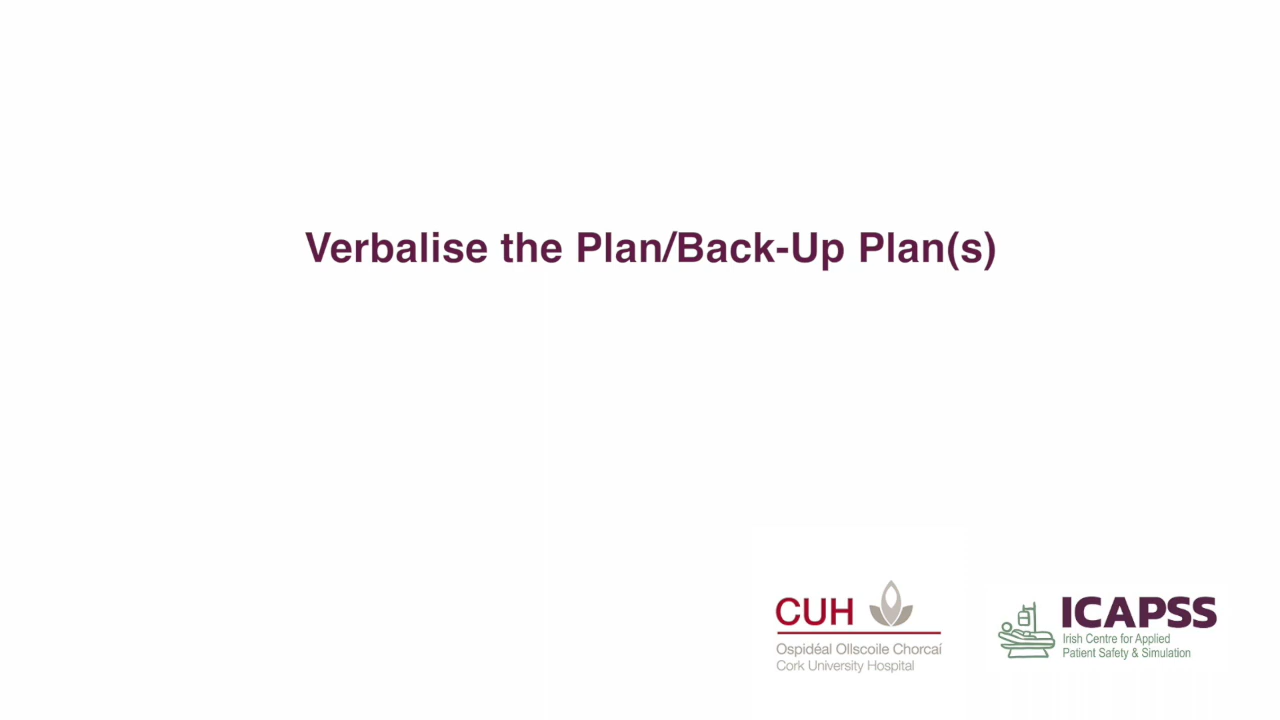 Verbalise the Plan/Back-Up Plan(s)
CUH
Ospidéal Ollscoile Chorcaí
Cork University Hospital
ICAPSS
Irish Centre for Applied
Patient Safety & Simulation